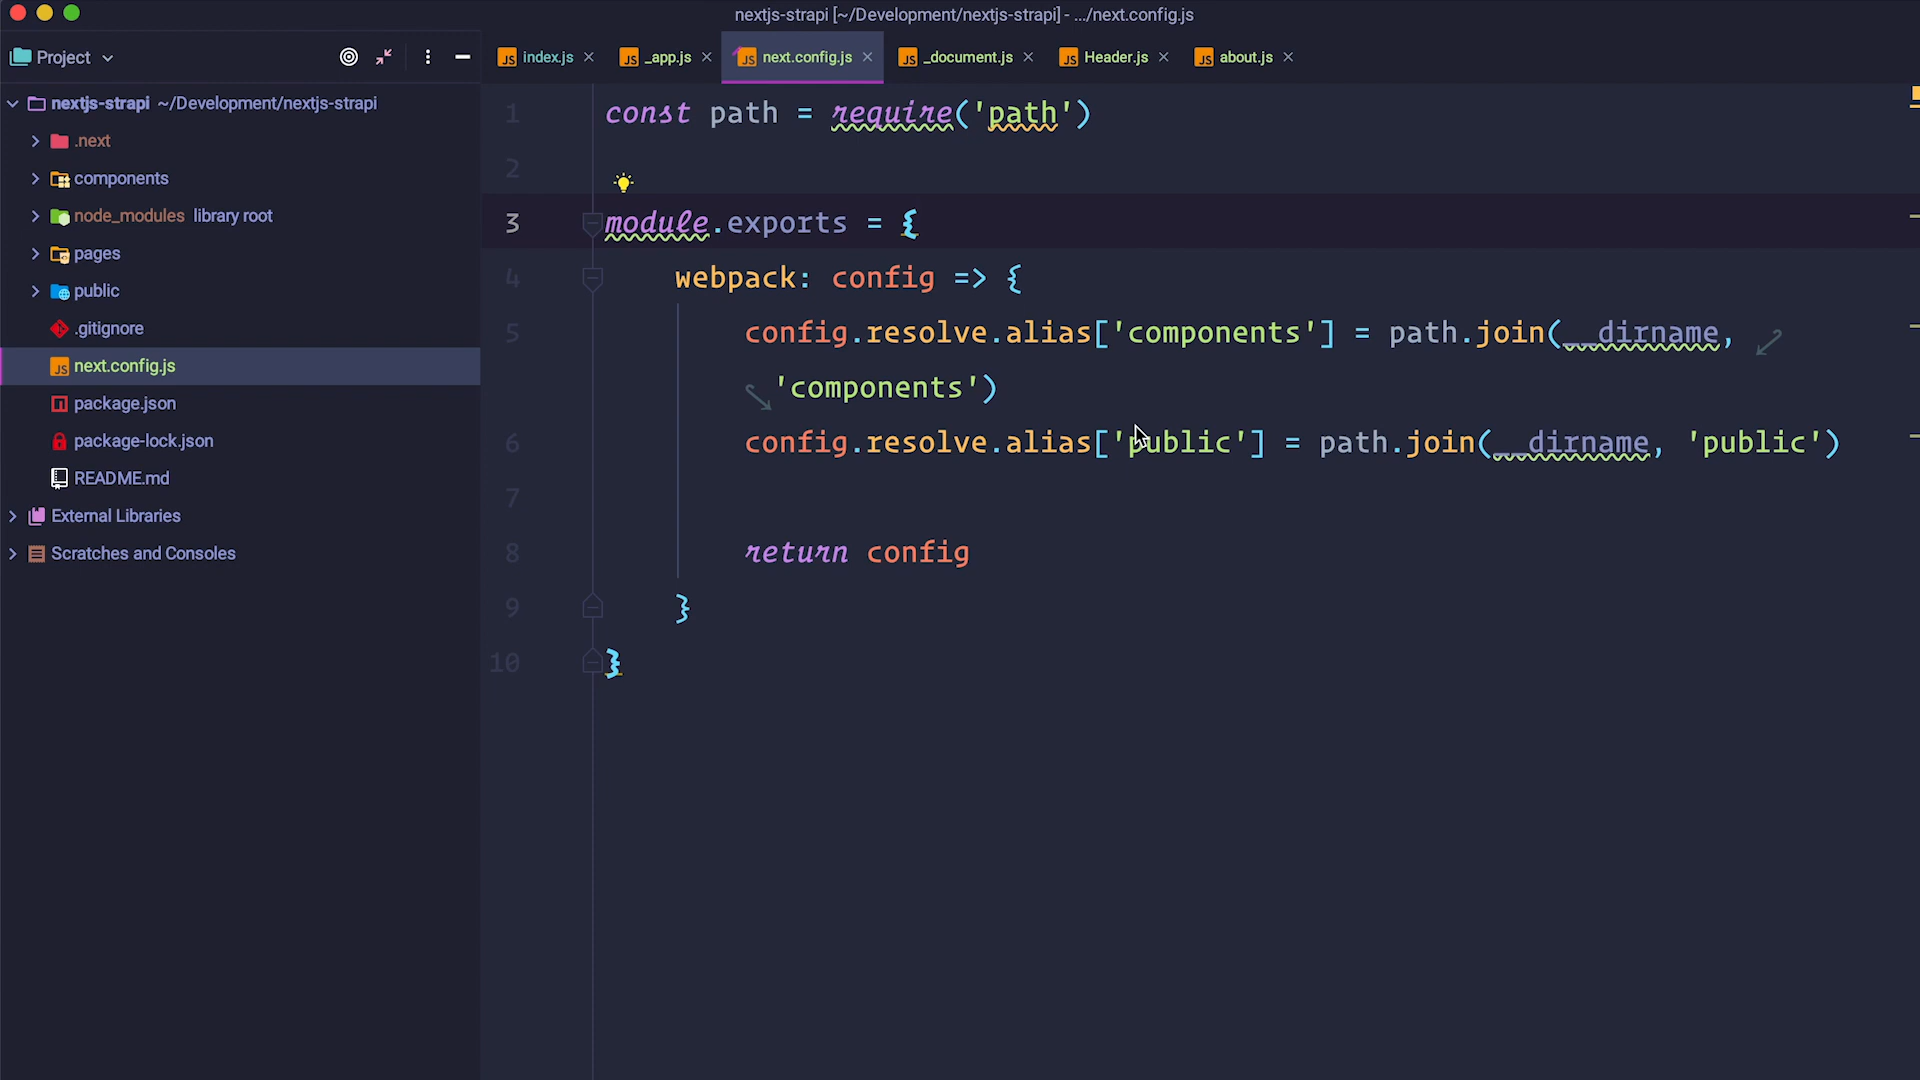 nextjs-strapi [~/Development/nextjs-strapi] - .../next.config.js
Project
index.js
_app.js
next.config.js
_document.js
Header.js
about.js
nextjs-strapi ~/Development/nextjs-strapi
.next
components
node_modules library root
pages
public
.gitignore
next.config.js
package.json
package-lock.json
README.md
External Libraries
Scratches and Consoles
1 const path = require('path')
2
3 module.exports = {
4 webpack: config => {
5 config.resolve.alias['components'] = path.join(__dirname,
'components')
6 config.resolve.alias['public'] = path.join(__dirname, 'public')
7
8 return config
9 }
10 }